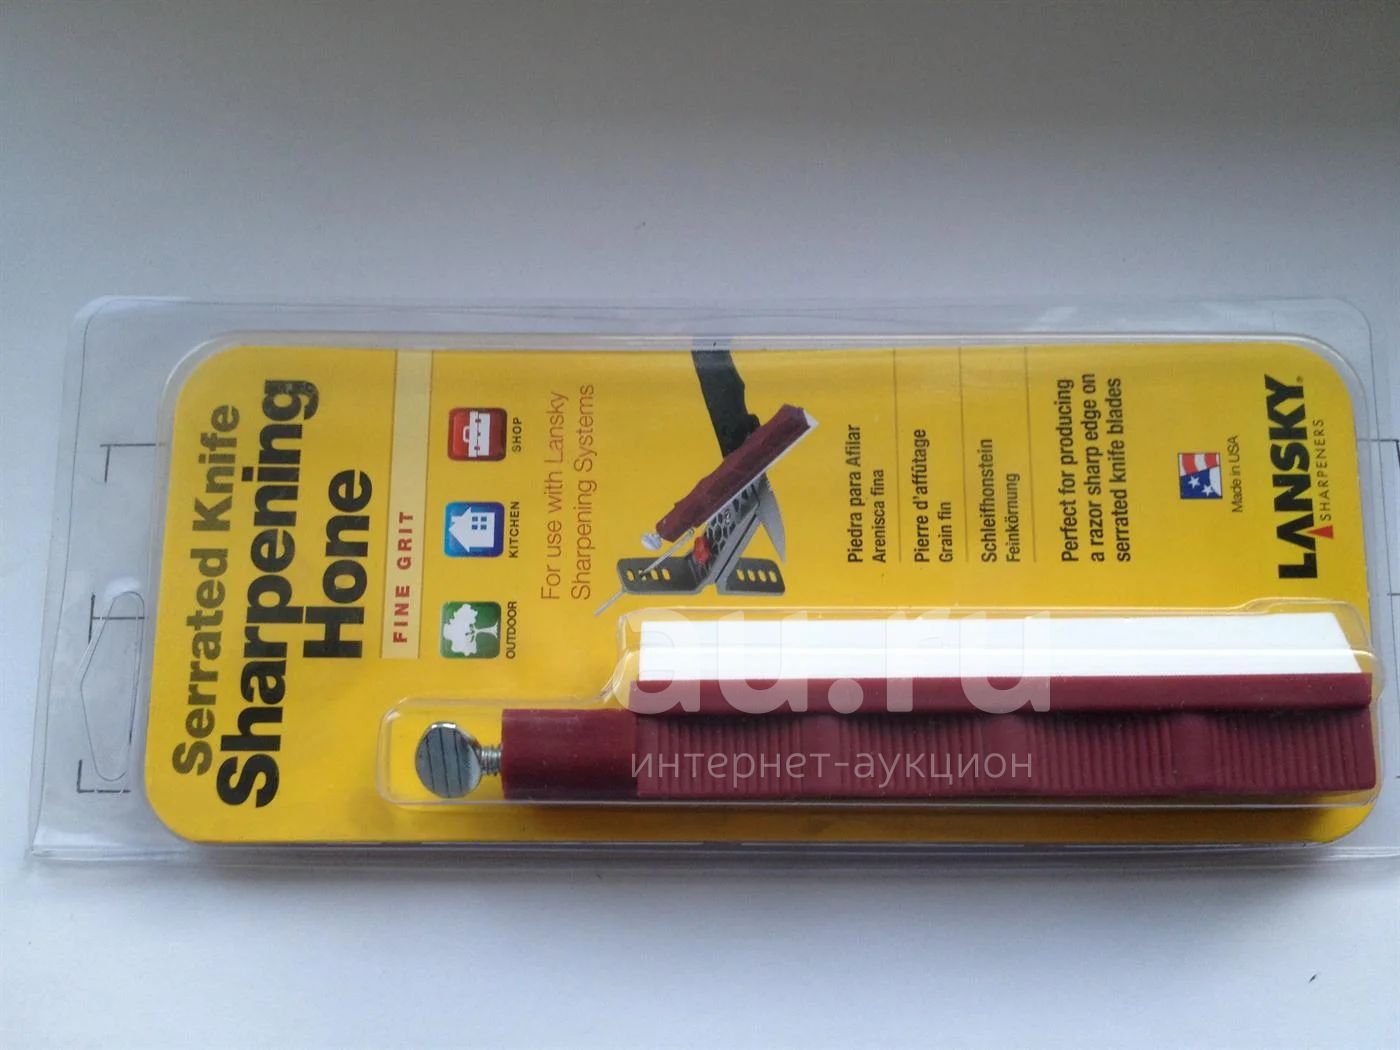 Serrated Knife
Sharpening
Hone
FINE GRIT
OUTDOOR
KITCHEN
SHOP
For use with Lansky
Sharpening Systems
Piedra para Afilar
Arenisca fina
Pierre d'affûtage
Grain fin
Schleifhonstein
Feinkörnung
Perfect for producing
a razor sharp edge on
serrated knife blades
Made in USA
LANSKY®
SHARPENERS
au.ru
интернет-аукцион